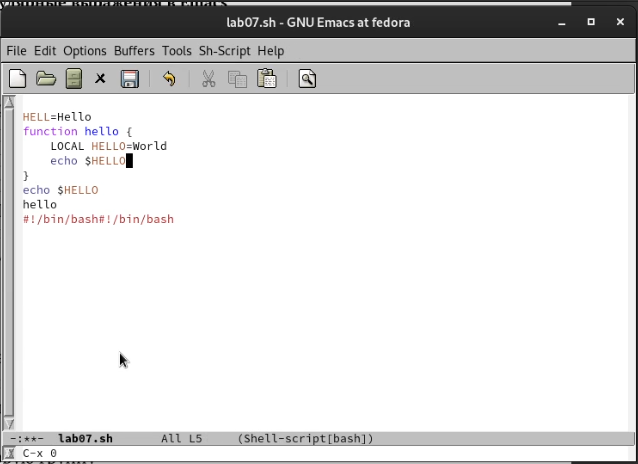 lab07.sh - GNU Emacs at fedora
File Edit Options Buffers Tools Sh-Script Help
HELL=Hello
function hello {
    LOCAL HELLO=World
    echo $HELLO
}
echo $HELLO
hello
#!/bin/bash#!/bin/bash
-:**-  lab07.sh       All L5     (Shell-script[bash])
C-x 0